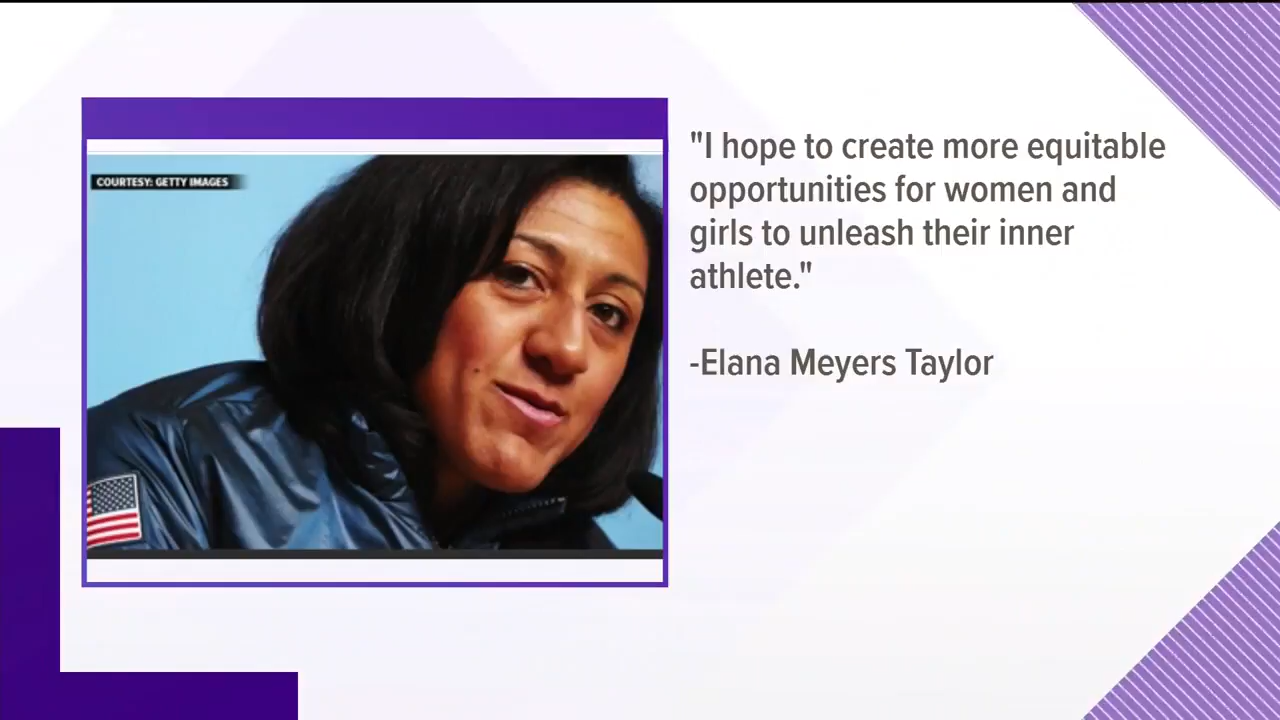 COURTESY: GETTY IMAGES
"I hope to create more equitable
opportunities for women and
girls to unleash their inner
athlete."
-Elana Meyers Taylor